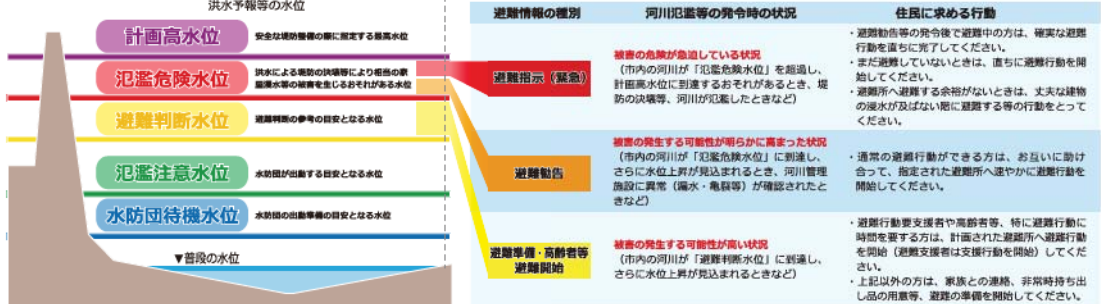 洪水予報等の水位
計画高水位
安全な堤防整備の際に指定する最高水位
氾濫危険水位
洪水による堤防の決壊等により相当の家
屋浸水等の被害を生じるおそれがある水位
避難判断水位
避難判断の参考の目安となる水位
氾濫注意水位
水防団が出動する目安となる水位
水防団待機水位
水防団の出動準備の目安となる水位
▼普段の水位
避難情報の種別
河川氾濫等の発令時の状況
住民に求める行動
避難指示（緊急）
被害の危険が急迫している状況
（市内の河川が「氾濫危険水位」を超過し、
計画高水位に到達するおそれがあるとき、堤
防の決壊等、河川が氾濫したときなど）
・避難勧告等の発令後で避難中の方は、確実な避難
行動を直ちに完了してください。
・まだ避難していないときは、直ちに避難行動を開
始してください。
・避難所へ避難する余裕がないときは、丈夫な建物
の浸水が及ばない階に避難する等の行動をとって
ください。
避難勧告
被害の発生する可能性が明らかに高まった状況
（市内の河川が「氾濫危険水位」に到達し、
さらに水位上昇が見込まれるとき、河川管理
施設に異常（漏水・亀裂等）が確認されたと
きなど）
・通常の避難行動ができる方は、お互いに助け
合って、指定された避難所へ速やかに避難行動を
開始してください。
避難準備・高齢者等
避難開始
被害の発生する可能性が高い状況
（市内の河川が「避難判断水位」に到達し、
さらに水位上昇が見込まれるときなど）
・避難行動要支援者や高齢者等、特に避難行動に
時間を要する方は、計画された避難所へ避難行動
を開始（避難支援者は支援行動を開始）してくだ
さい。
・上記以外の方は、家族との連絡、非常時持ち出
し品の用意等、避難の準備を開始してください。